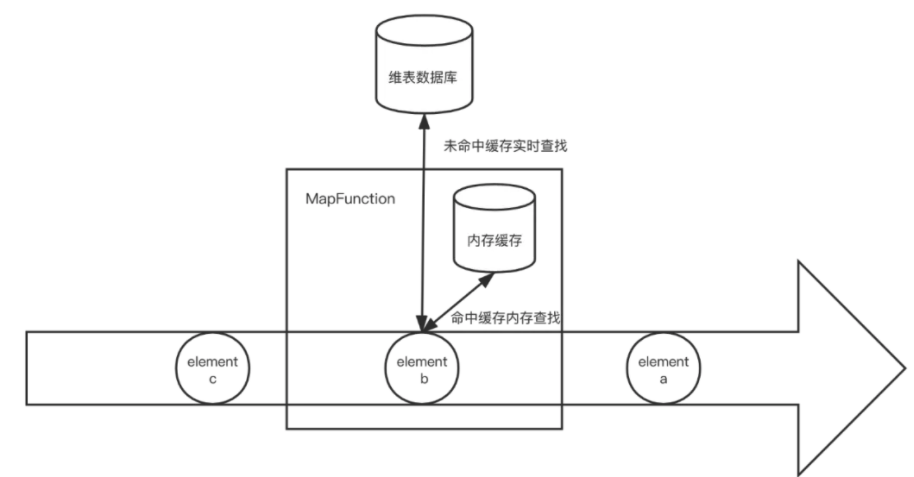 维表数据库
未命中缓存实时查找
MapFunction
内存缓存
命中缓存内存查找
element
c
element
b
element
a